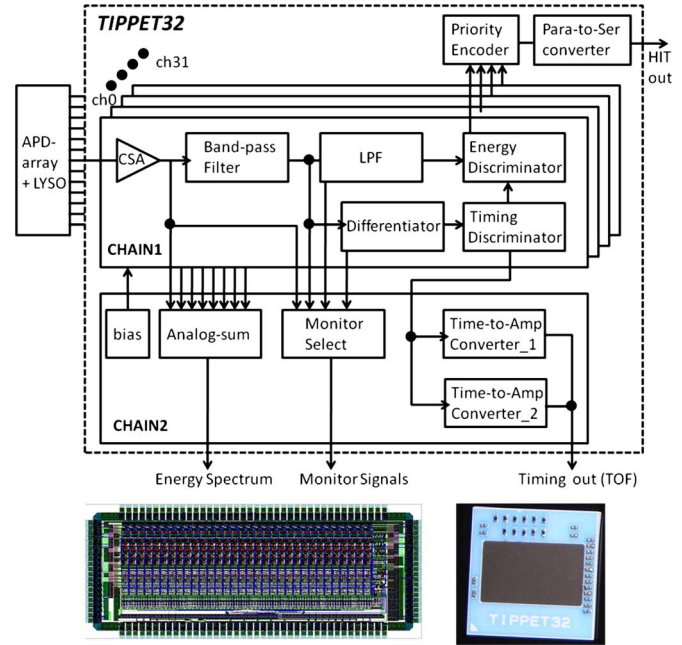 TIPPET32
ch31
ch0
Priority
Encoder
Para-to-Ser
converter
HIT
out
APD-
array
+ LYSO
CSA
Band-pass
Filter
LPF
Energy
Discriminator
Differentiator
Timing
Discriminator
CHAIN1
bias
Analog-sum
Monitor
Select
Time-to-Amp
Converter_1
Time-to-Amp
Converter_2
CHAIN2
Energy Spectrum
Monitor Signals
Timing out (TOF)
TIPPET32